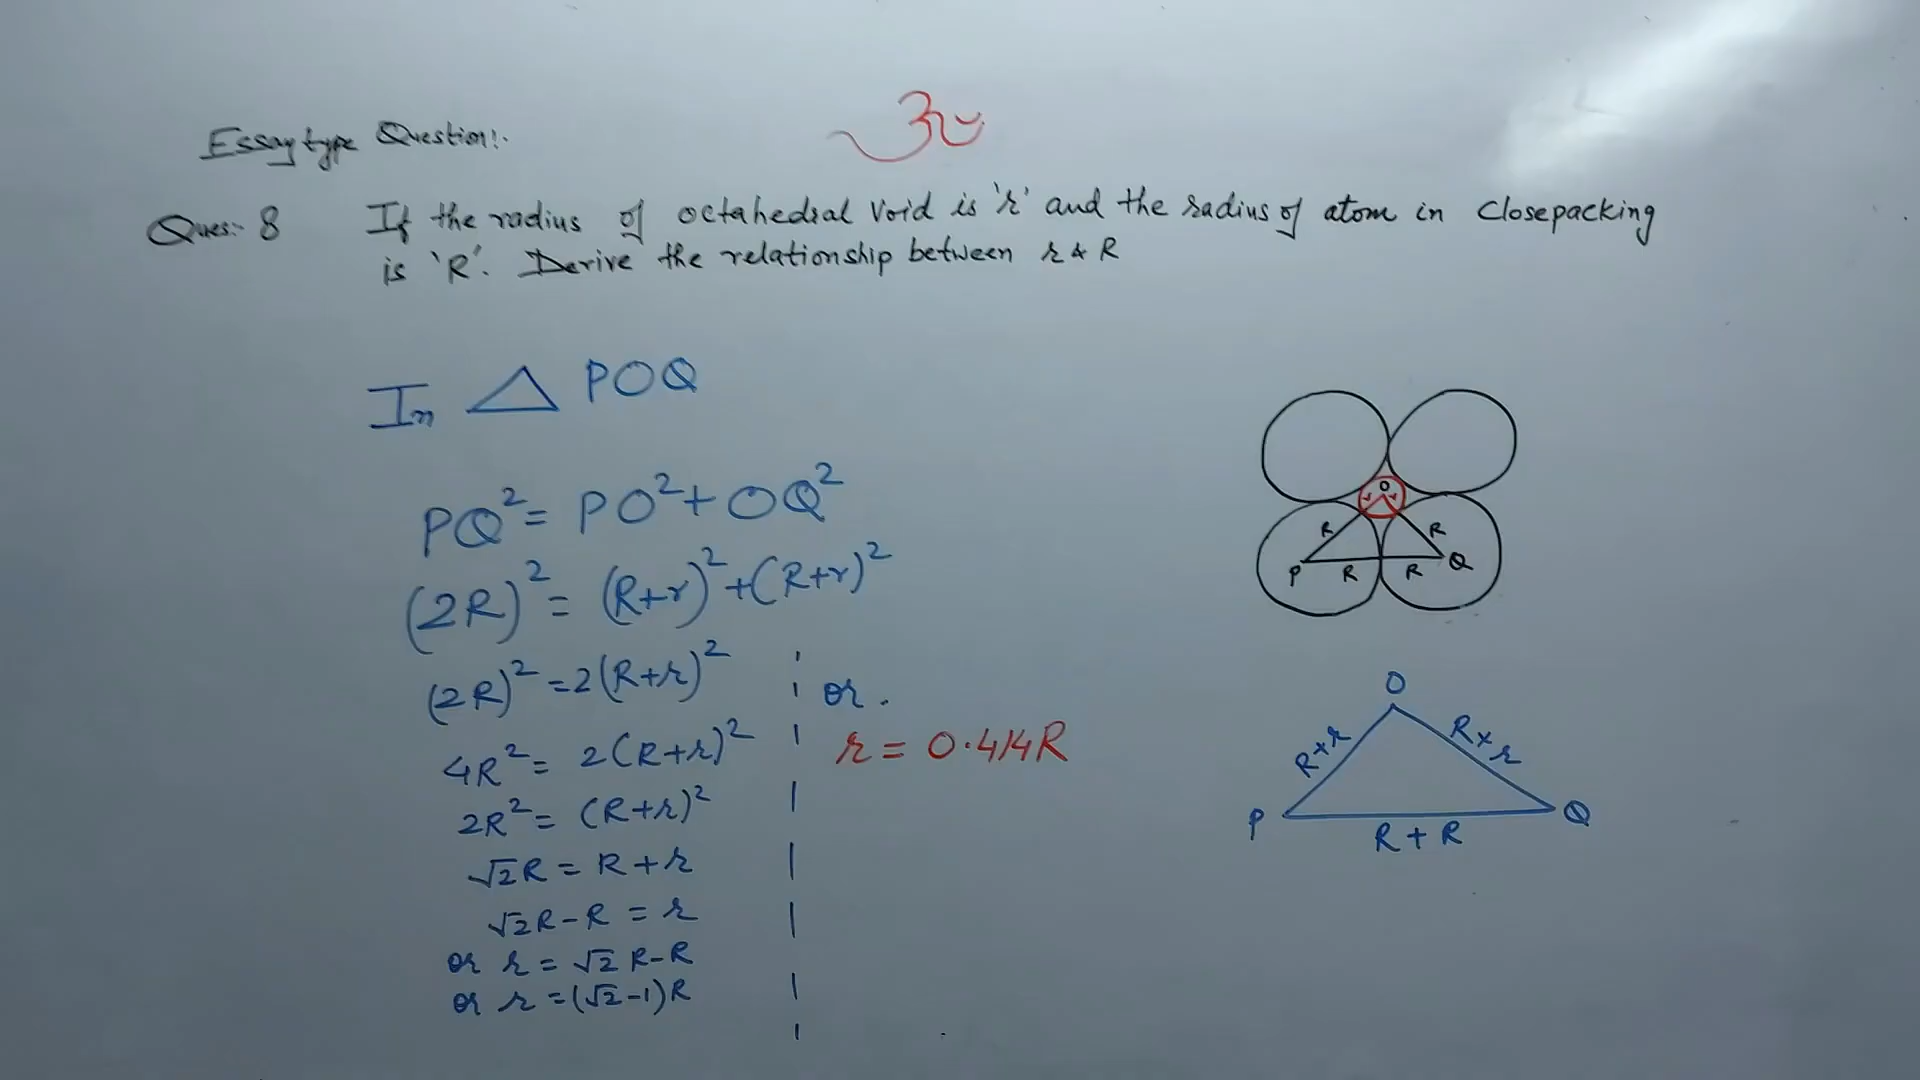 ॐ
Essay type Question:.
Ques:- 8 If the radius of octahedral void is 'r' and the radius of atom in closepacking
is 'R'. Derive the relationship between r & R
In △ POQ
PQ² = PO² + OQ²
(2R)² = (R+r)² + (R+r)²
(2R)² = 2(R+r)²
4R² = 2(R+r)²
2R² = (R+r)²
√2R = R + r
√2R - R = r
or r = √2 R - R
or r = (√2 - 1)R
or.
r = 0.414R
O
R R
P R R Q
O
R+r R+r
P Q
R + R